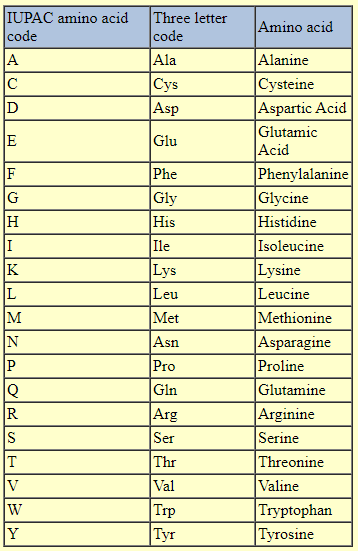 IUPAC amino acid code Three letter code Amino acid
A Ala Alanine
C Cys Cysteine
D Asp Aspartic Acid
E Glu Glutamic Acid
F Phe Phenylalanine
G Gly Glycine
H His Histidine
I Ile Isoleucine
K Lys Lysine
L Leu Leucine
M Met Methionine
N Asn Asparagine
P Pro Proline
Q Gln Glutamine
R Arg Arginine
S Ser Serine
T Thr Threonine
V Val Valine
W Trp Tryptophan
Y Tyr Tyrosine